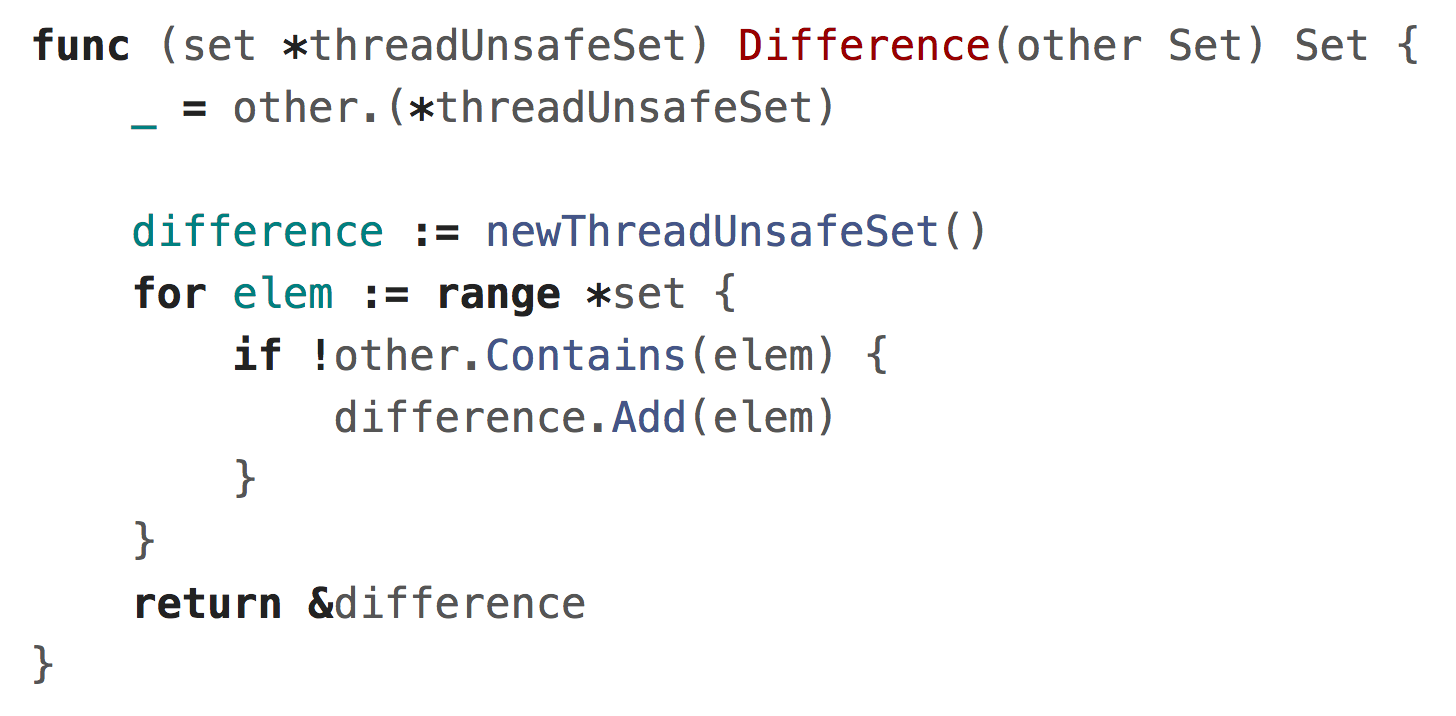 func (set *threadUnsafeSet) Difference(other Set) Set {
    _ = other.(*threadUnsafeSet)

    difference := newThreadUnsafeSet()
    for elem := range *set {
        if !other.Contains(elem) {
            difference.Add(elem)
        }
    }
    return &difference
}